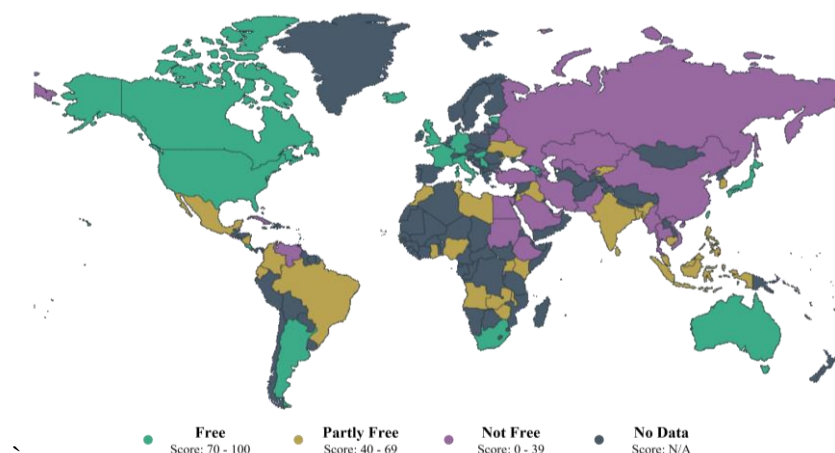 Free
Score: 70 - 100
Partly Free
Score: 40 - 69
Not Free
Score: 0 - 39
No Data
Score: N/A